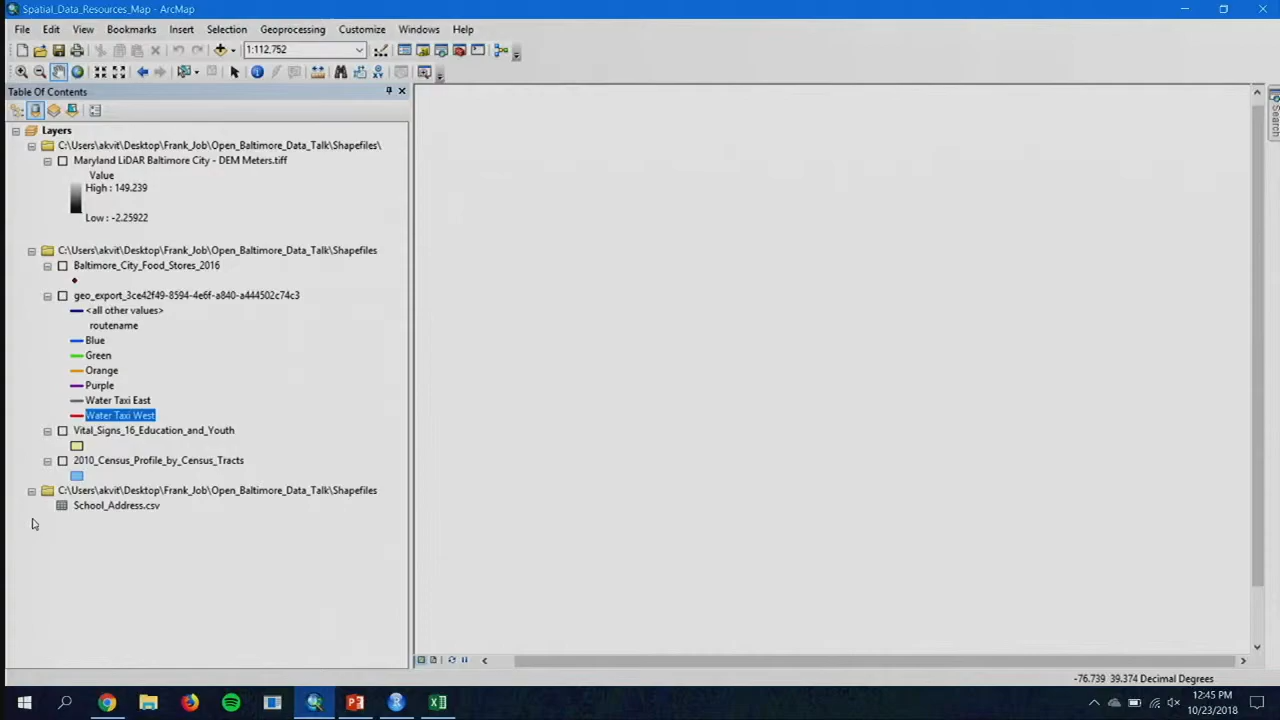 Spatial_Data_Resources_Map - ArcMap
File Edit View Bookmarks Insert Selection Geoprocessing Customize Windows Help
1:112,752
Table Of Contents
Layers
C:\Users\akvit\Desktop\Frank_Job\Open_Baltimore_Data_Talk\Shapefiles\
Maryland LiDAR Baltimore City - DEM Meters.tiff
Value
High : 149.239
Low : -2.25922
C:\Users\akvit\Desktop\Frank_Job\Open_Baltimore_Data_Talk\Shapefiles
Baltimore_City_Food_Stores_2016
geo_export_3ce42f49-8594-4e6f-a840-a444502c74c3
<all other values>
routename
Blue
Green
Orange
Purple
Water Taxi East
Water Taxi West
Vital_Signs_16_Education_and_Youth
2010_Census_Profile_by_Census_Tracts
C:\Users\akvit\Desktop\Frank_Job\Open_Baltimore_Data_Talk\Shapefiles
School_Address.csv
Search
-76.739 39.374 Decimal Degrees
12:45 PM
10/23/2018